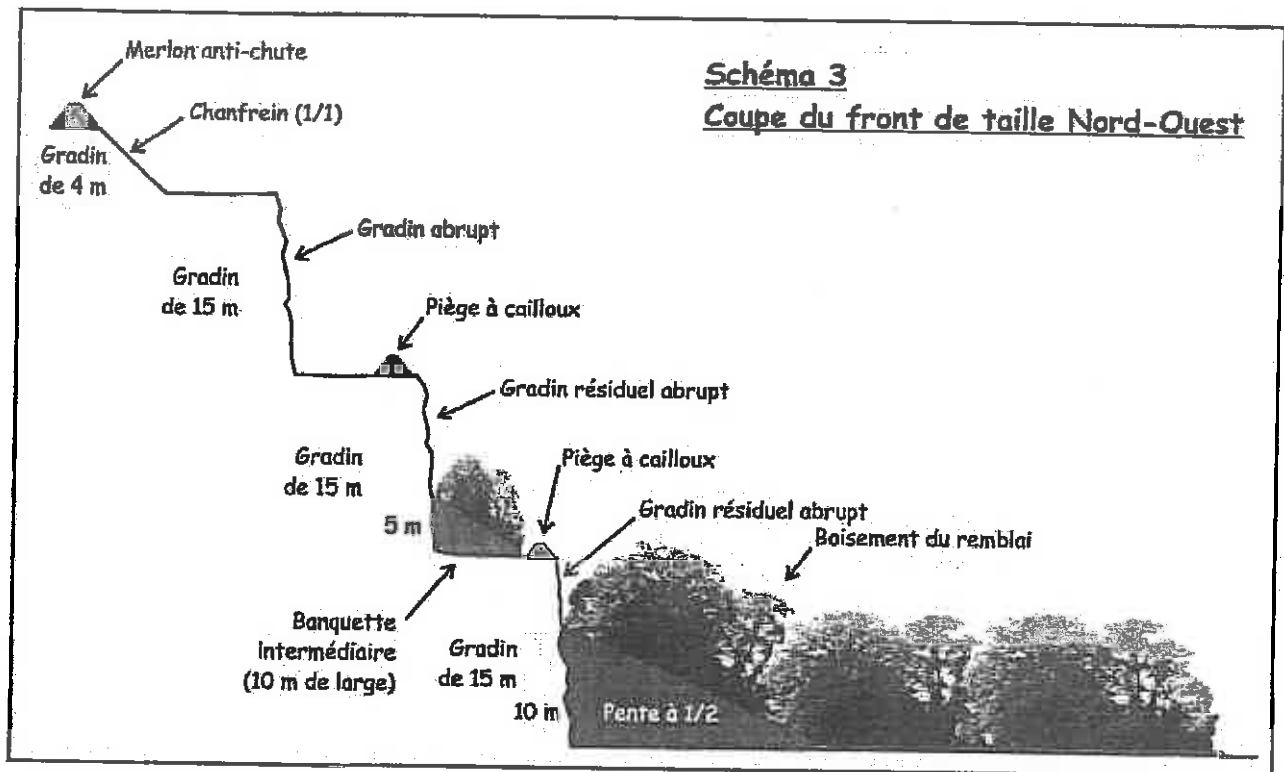 Merlon anti-chute
Schéma 3
Coupe du front de taille Nord-Ouest
Chanfrein (1/1)
Gradin
de 4 m
Gradin abrupt
Gradin
de 15 m
Piège à cailloux
Gradin résiduel abrupt
Gradin
de 15 m
5 m
Piège à cailloux
Gradin résiduel abrupt
Boisement du remblai
Banquette
intermédiaire
(10 m de large)
Gradin
de 15 m
10 m
Pente à 1/2